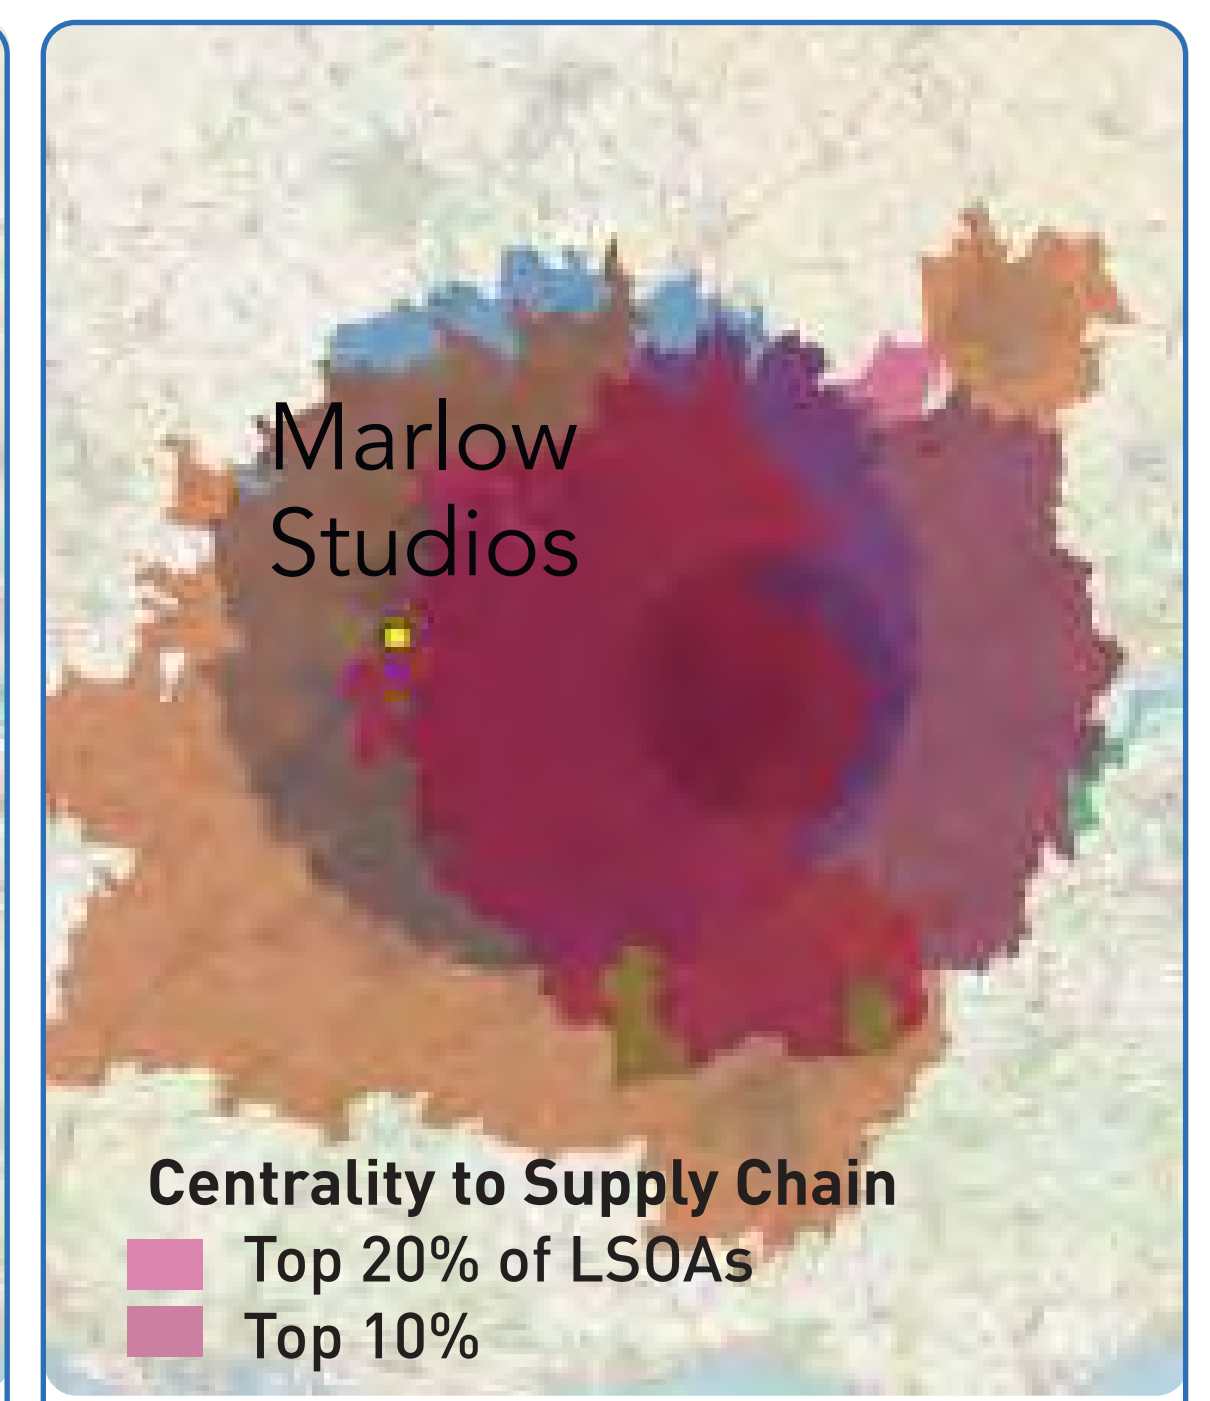 Marlow
Studios
Centrality to Supply Chain
Top 20% of LSOAs
Top 10%